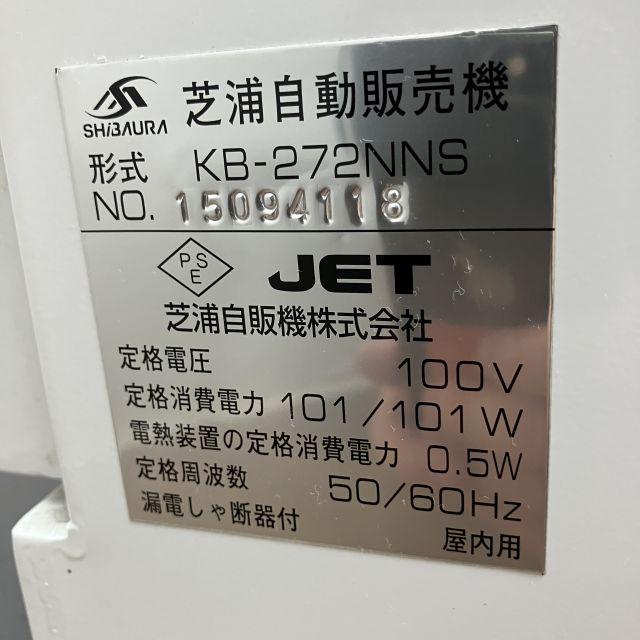 SHiBAURA 芝浦自動販売機
形式 KB-272NNS
NO. 15094118
PSE JET
芝浦自販機株式会社
定格電圧 100V
定格消費電力 101/101W
電熱装置の定格消費電力 0.5W
定格周波数 50/60Hz
漏電しゃ断器付 屋内用